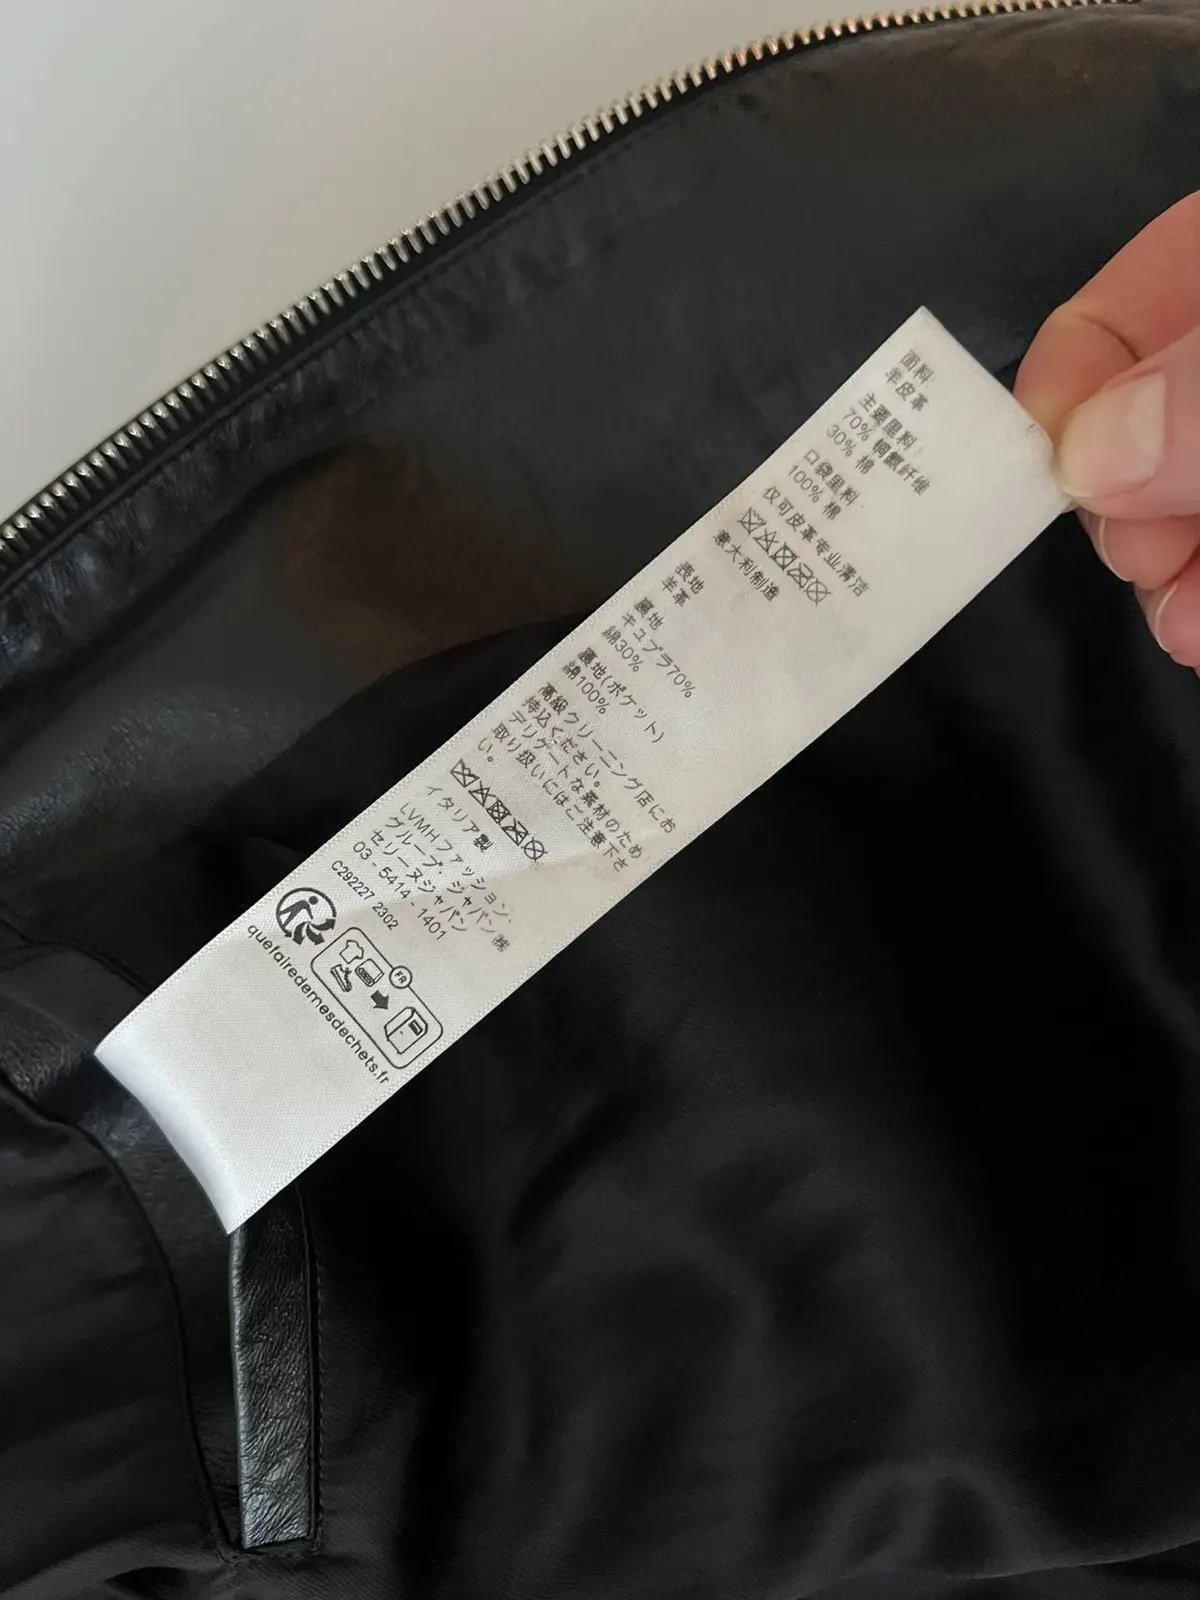 面料:
羊皮革
主要里料:
70% 铜氨纤维
30% 棉
口袋里料:
100% 棉
仅可皮革专业清洁
意大利制造
表地
羊革
裏地
キュプラ70%
綿30%
裏地(ポケット)
綿100%
高級クリーニング店にお
持込ください。
デリケートな素材のため
取り扱いにはご注意下さ
い。
イタリア製
LVMHファッション・
グループ・ジャパン ㈱
セリーヌジャパン
03 - 5414 - 1401
C292227 2302
FR
quefairedemesdechets.fr